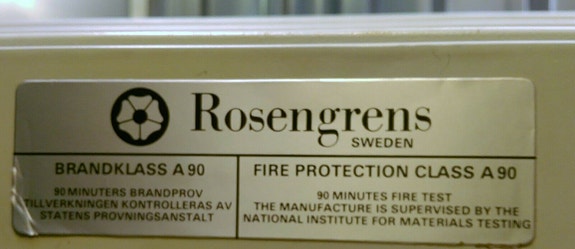 Rosengrens
SWEDEN
BRANDKLASS A 90
90 MINUTERS BRANDPROV
TILLVERKNINGEN KONTROLLERAS AV
STATENS PROVNINGSANSTALT
FIRE PROTECTION CLASS A 90
90 MINUTES FIRE TEST
THE MANUFACTURE IS SUPERVISED BY THE
NATIONAL INSTITUTE FOR MATERIALS TESTING